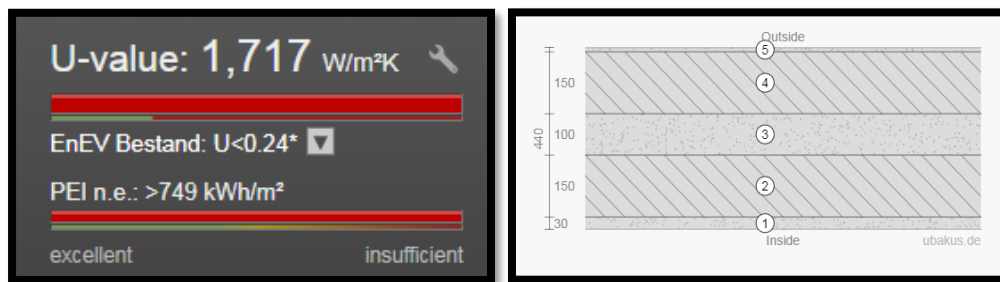 U-value: 1,717 W/m²K
EnEV Bestand: U<0.24*
PEI n.e.: >749 kWh/m²
excellent insufficient
Outside
5
150
4
440
100
3
150
2
30
1
Inside
ubakus.de